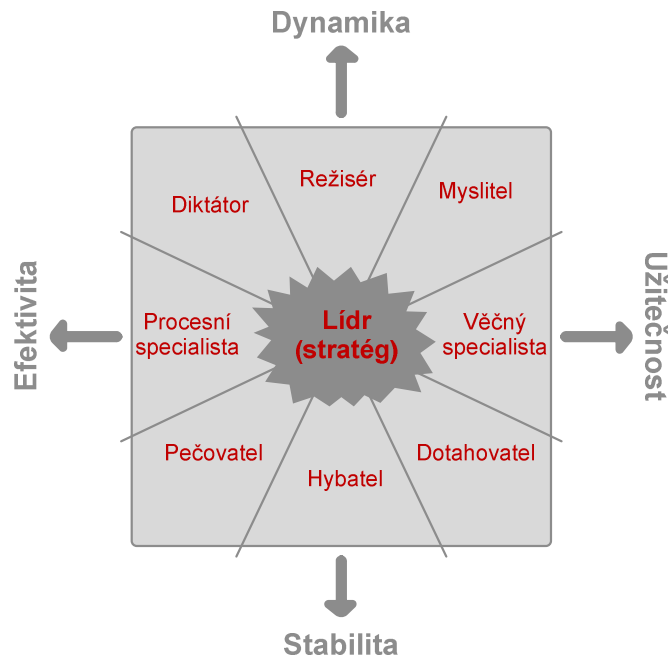 Dynamika
Režisér
Diktátor
Myslitel
Efektivita
Užitečnost
Procesní
specialista
Lídr
(stratég)
Věčný
specialista
Pečovatel
Hybatel
Dotahovatel
Stabilita